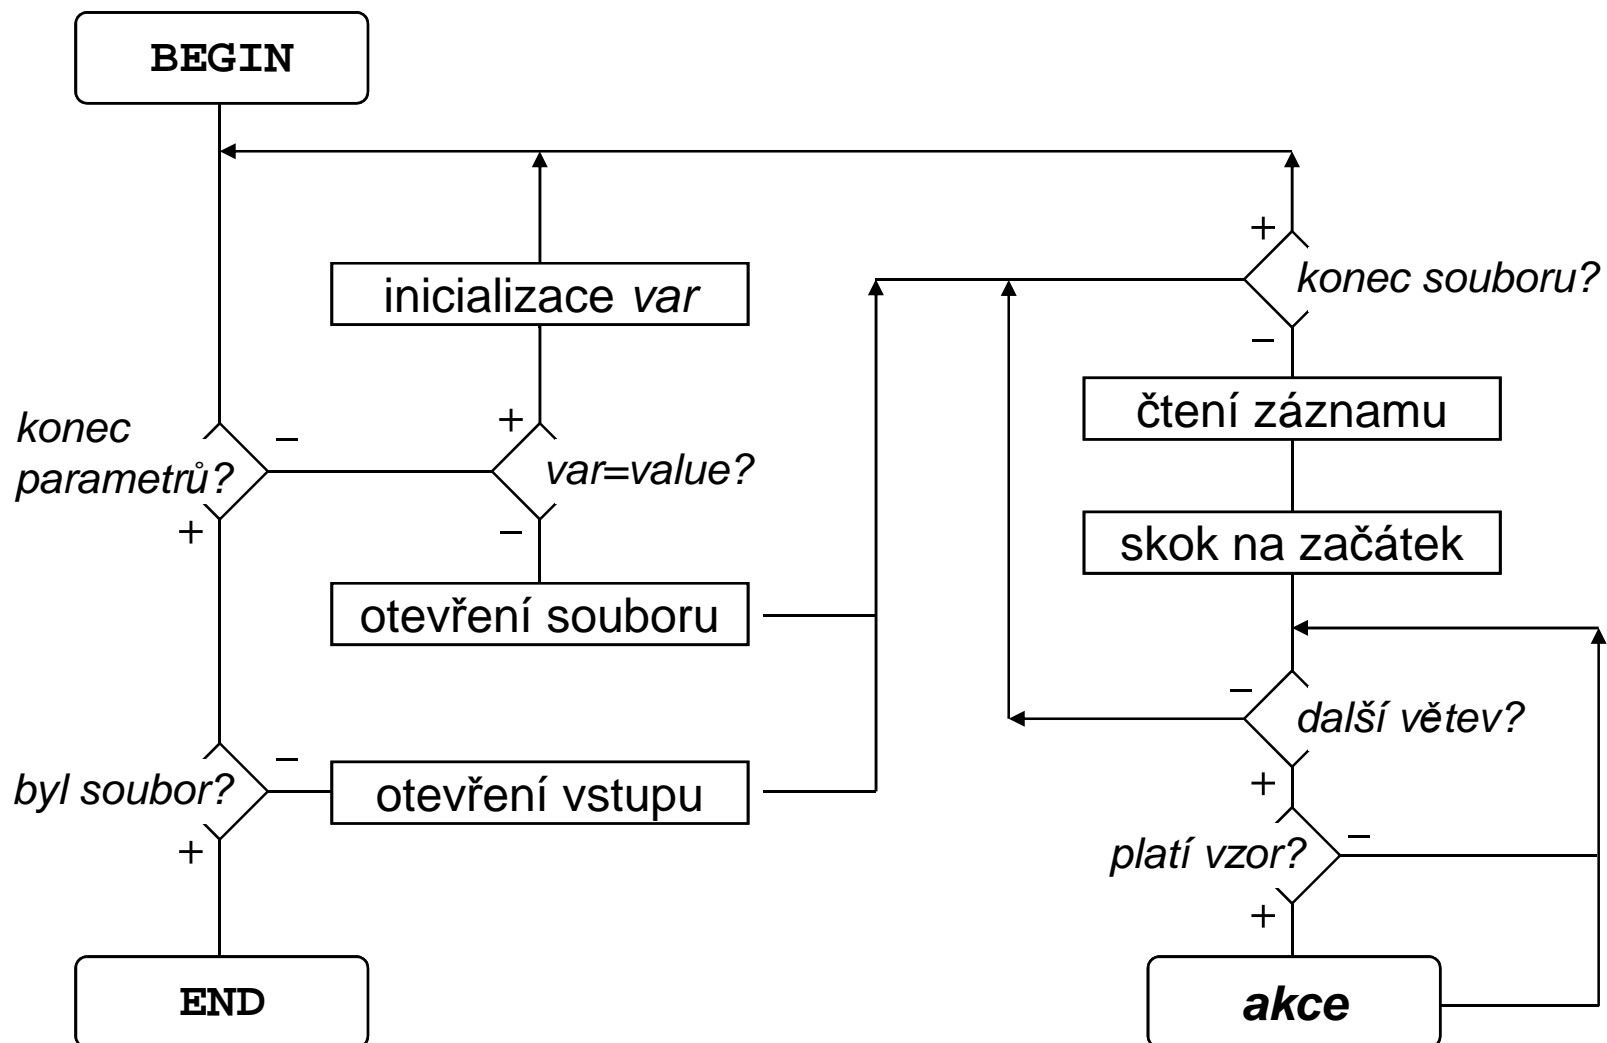 BEGIN
+
inicializace var
konec souboru?
–
čtení záznamu
konec
parametrů?
–
+
var=value?
+
–
skok na začátek
otevření souboru
–
další větev?
byl soubor?
–
otevření vstupu
+
+
platí vzor?
–
+
END
akce